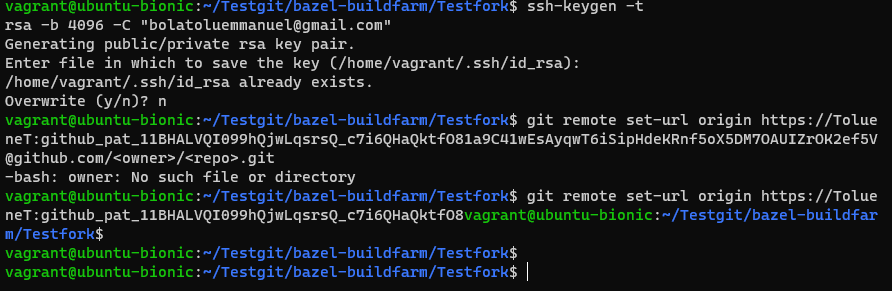 vagrant@ubuntu-bionic:~/Testgit/bazel-buildfarm/Testfork$ ssh-keygen -t
rsa -b 4096 -C "bolatoluemmanuel@gmail.com"
Generating public/private rsa key pair.
Enter file in which to save the key (/home/vagrant/.ssh/id_rsa):
/home/vagrant/.ssh/id_rsa already exists.
Overwrite (y/n)? n
vagrant@ubuntu-bionic:~/Testgit/bazel-buildfarm/Testfork$ git remote set-url origin https://Tolue
neT: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
@github.com/<owner>/<repo>.git
-bash: owner: No such file or directory
vagrant@ubuntu-bionic:~/Testgit/bazel-buildfarm/Testfork$ git remote set-url origin https://Tolue
neT:github_pat_11BHALVQI099hQjwLqsrsQ_c7i6QHaQktfO8vagrant@ubuntu-bionic:~/Testgit/bazel-buildfar
m/Testfork$
vagrant@ubuntu-bionic:~/Testgit/bazel-buildfarm/Testfork$
vagrant@ubuntu-bionic:~/Testgit/bazel-buildfarm/Testfork$